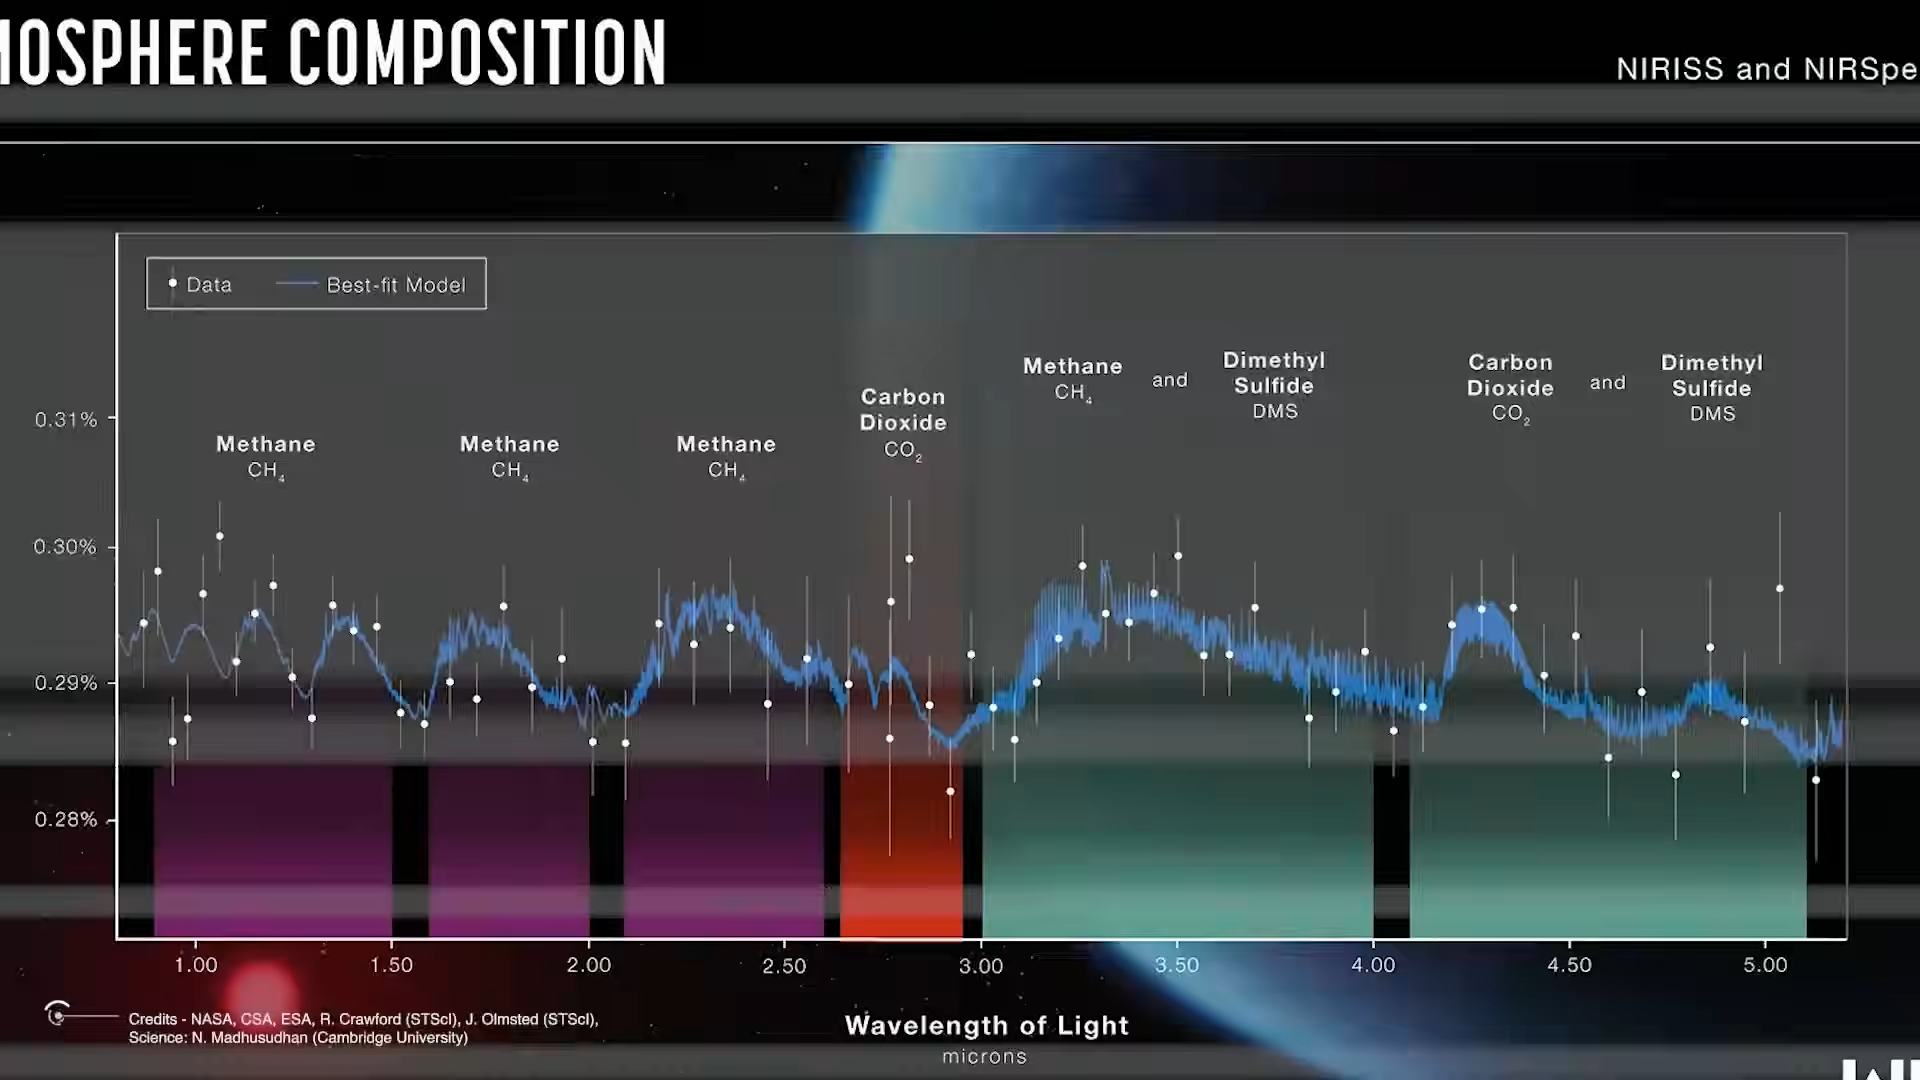 MOSPHERE COMPOSITION
NIRISS and NIRSpe
Data
Best-fit Model
Methane
CH4
Methane
CH4
Methane
CH4
Carbon
Dioxide
CO2
Methane
CH4
and
Dimethyl
Sulfide
DMS
Carbon
Dioxide
CO2
and
Dimethyl
Sulfide
DMS
0.31%
0.30%
0.29%
0.28%
1.00 1.50 2.00 2.50 3.00 3.50 4.00 4.50 5.00
Wavelength of Light
microns
Credits - NASA, CSA, ESA, R. Crawford (STScI), J. Olmsted (STScI),
Science: N. Madhusudhan (Cambridge University)